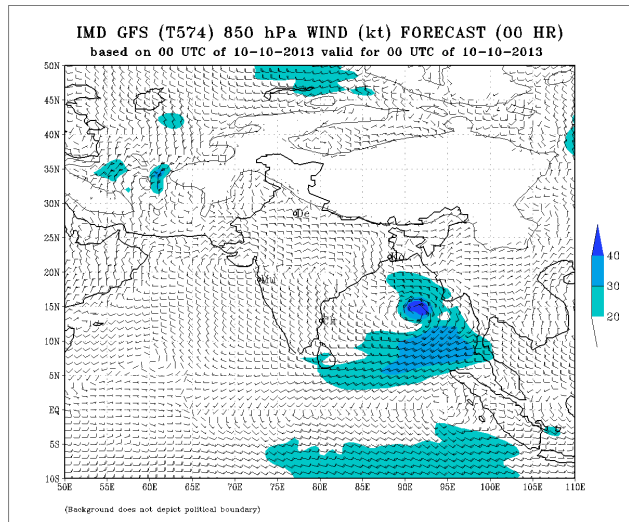 IMD GFS (T574) 850 hPa WIND (kt) FORECAST (00 HR)
based on 00 UTC of 10-10-2013 valid for 00 UTC of 10-10-2013
50N
45N
40N
35N
30N
25N
20N
15N
10N
5N
EQ
5S
10S
De
Mu
40
30
20
50E 55E 60E 65E 70E 75E 80E 85E 90E 95E 100E 105E 110E
(Background does not depict political boundary)